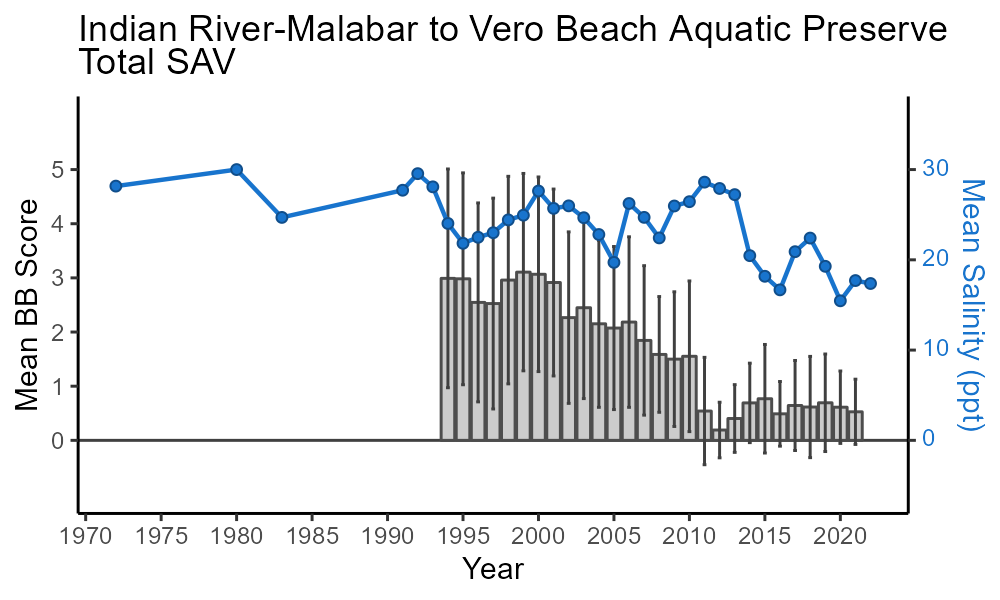 Indian River-Malabar to Vero Beach Aquatic Preserve
Total SAV
Mean BB Score
5
4
3
2
1
0
30
20
10
0
Mean Salinity (ppt)
1970 1975 1980 1985 1990 1995 2000 2005 2010 2015 2020
Year